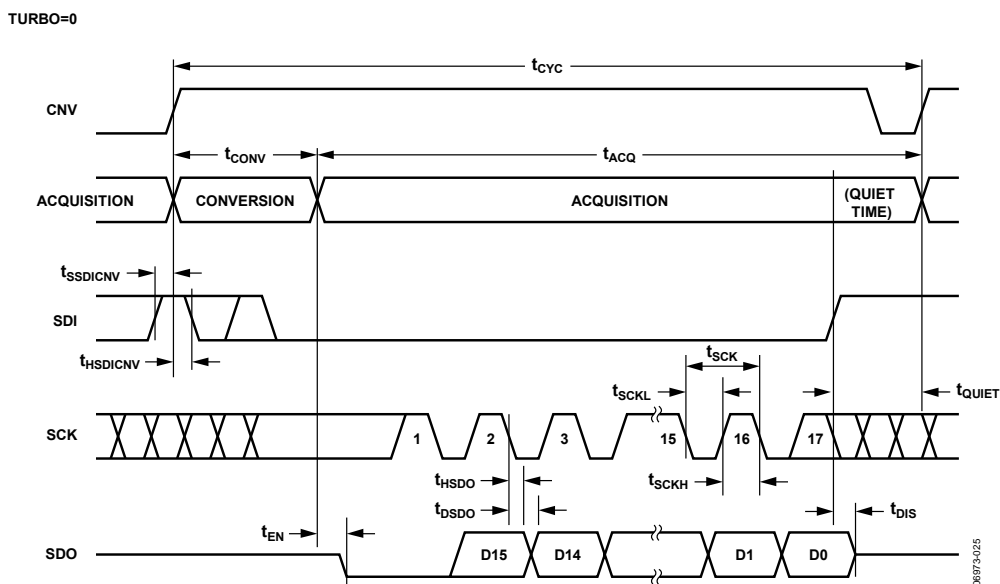 TURBO=0
tCYC
CNV
tCONV
tACQ
ACQUISITION
CONVERSION
ACQUISITION
(QUIET
TIME)
tSSDICNV
SDI
tHSDICNV
tSCK
tSCKL
tQUIET
SCK
1
2
3
15
16
17
tHSDO
tSCKH
tDSDO
tEN
tDIS
SDO
D15
D14
D1
D0
06973-025